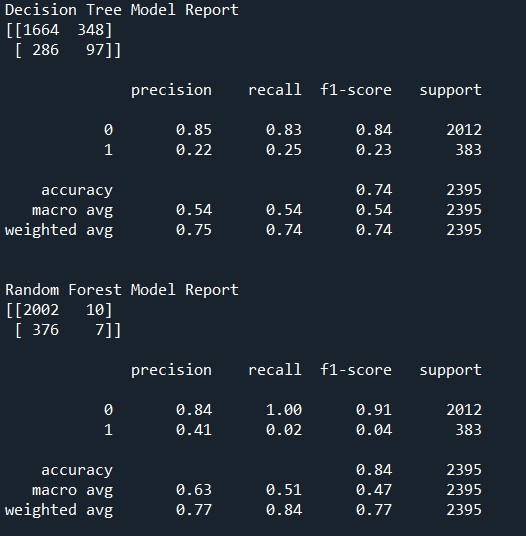 Decision Tree Model Report
[[1664  348]
 [ 286   97]]
              precision    recall  f1-score   support
           0       0.85      0.83      0.84      2012
           1       0.22      0.25      0.23       383
    accuracy                           0.74      2395
   macro avg       0.54      0.54      0.54      2395
weighted avg       0.75      0.74      0.74      2395
Random Forest Model Report
[[2002   10]
 [ 376    7]]
              precision    recall  f1-score   support
           0       0.84      1.00      0.91      2012
           1       0.41      0.02      0.04       383
    accuracy                           0.84      2395
   macro avg       0.63      0.51      0.47      2395
weighted avg       0.77      0.84      0.77      2395